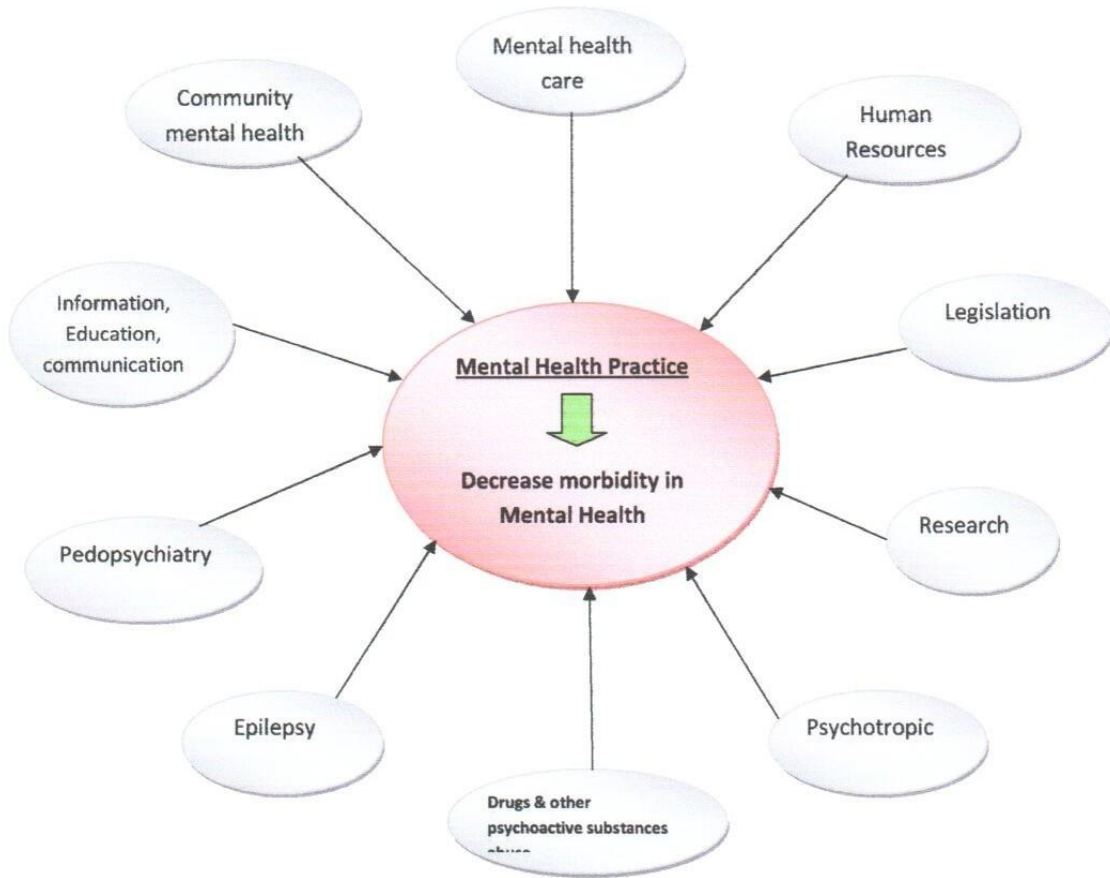 Mental health
care
Community
mental health
Human
Resources
Information,
Education,
communication
Legislation
Mental Health Practice
Decrease morbidity in
Mental Health
Pedopsychiatry
Research
Epilepsy
Psychotropic
Drugs & other
psychoactive substances
abuse